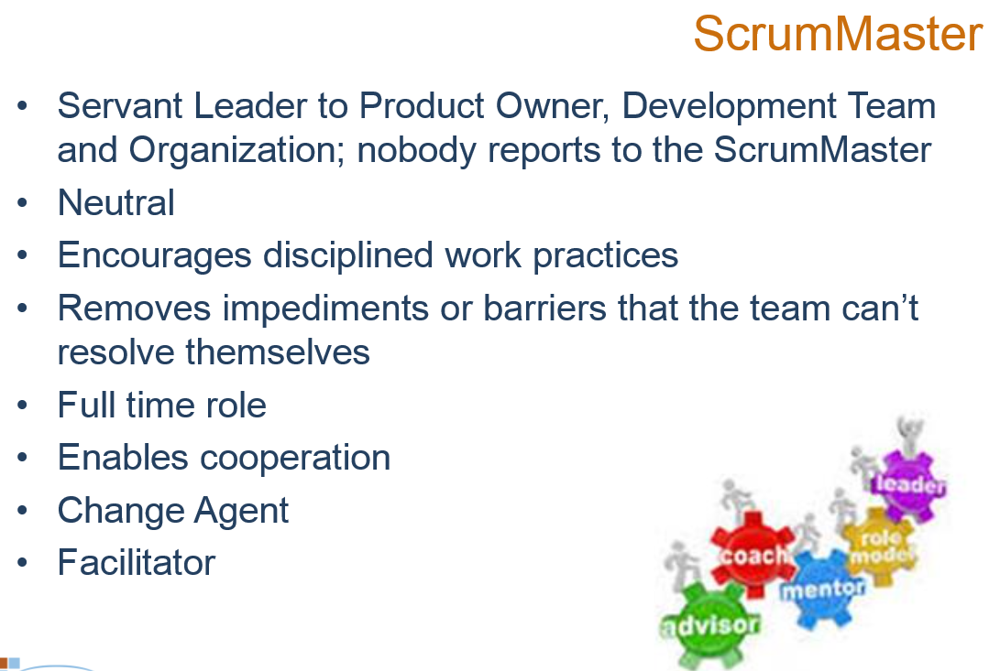 ScrumMaster
• Servant Leader to Product Owner, Development Team
and Organization; nobody reports to the ScrumMaster
• Neutral
• Encourages disciplined work practices
• Removes impediments or barriers that the team can’t
resolve themselves
• Full time role
• Enables cooperation
• Change Agent
• Facilitator
leader
role
model
coach
mentor
advisor